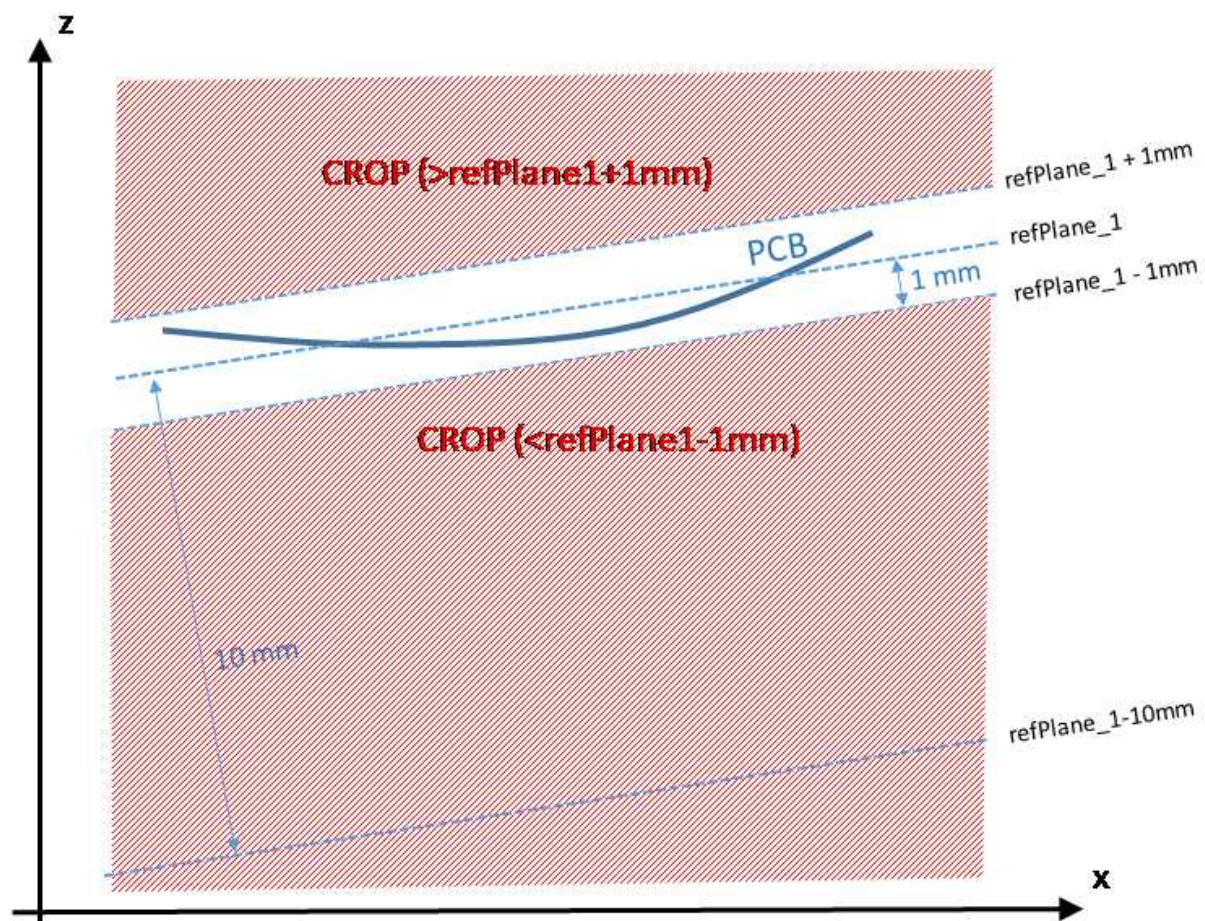 z
CROP (>refPlane1+1mm)
refPlane_1 + 1mm
PCB
refPlane_1
1 mm
refPlane_1 - 1mm
CROP (<refPlane1-1mm)
10 mm
refPlane_1-10mm
x